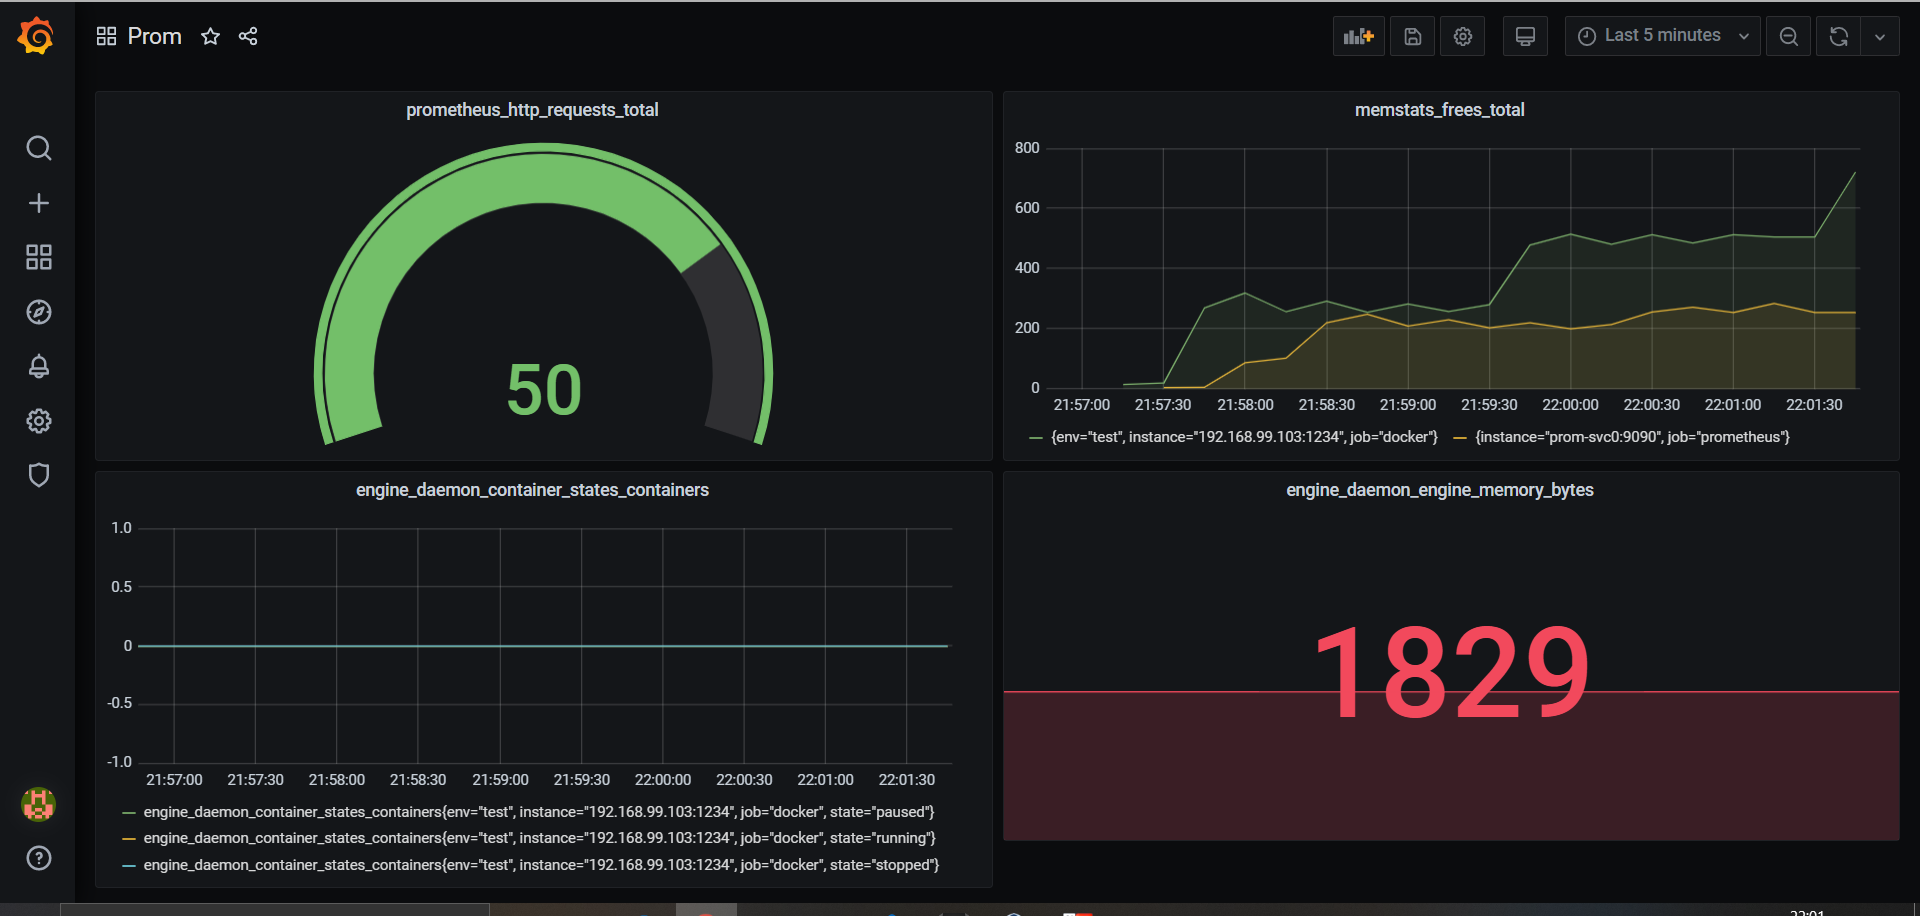 Prom
Last 5 minutes
prometheus_http_requests_total
50
memstats_frees_total
800
600
400
200
0
21:57:00 21:57:30 21:58:00 21:58:30 21:59:00 21:59:30 22:00:00 22:00:30 22:01:00 22:01:30
{env="test", instance="192.168.99.103:1234", job="docker"} {instance="prom-svc0:9090", job="prometheus"}
engine_daemon_container_states_containers
1.0
0.5
0
-0.5
-1.0
21:57:00 21:57:30 21:58:00 21:58:30 21:59:00 21:59:30 22:00:00 22:00:30 22:01:00 22:01:30
engine_daemon_container_states_containers{env="test", instance="192.168.99.103:1234", job="docker", state="paused"}
engine_daemon_container_states_containers{env="test", instance="192.168.99.103:1234", job="docker", state="running"}
engine_daemon_container_states_containers{env="test", instance="192.168.99.103:1234", job="docker", state="stopped"}
engine_daemon_engine_memory_bytes
1829
22:01